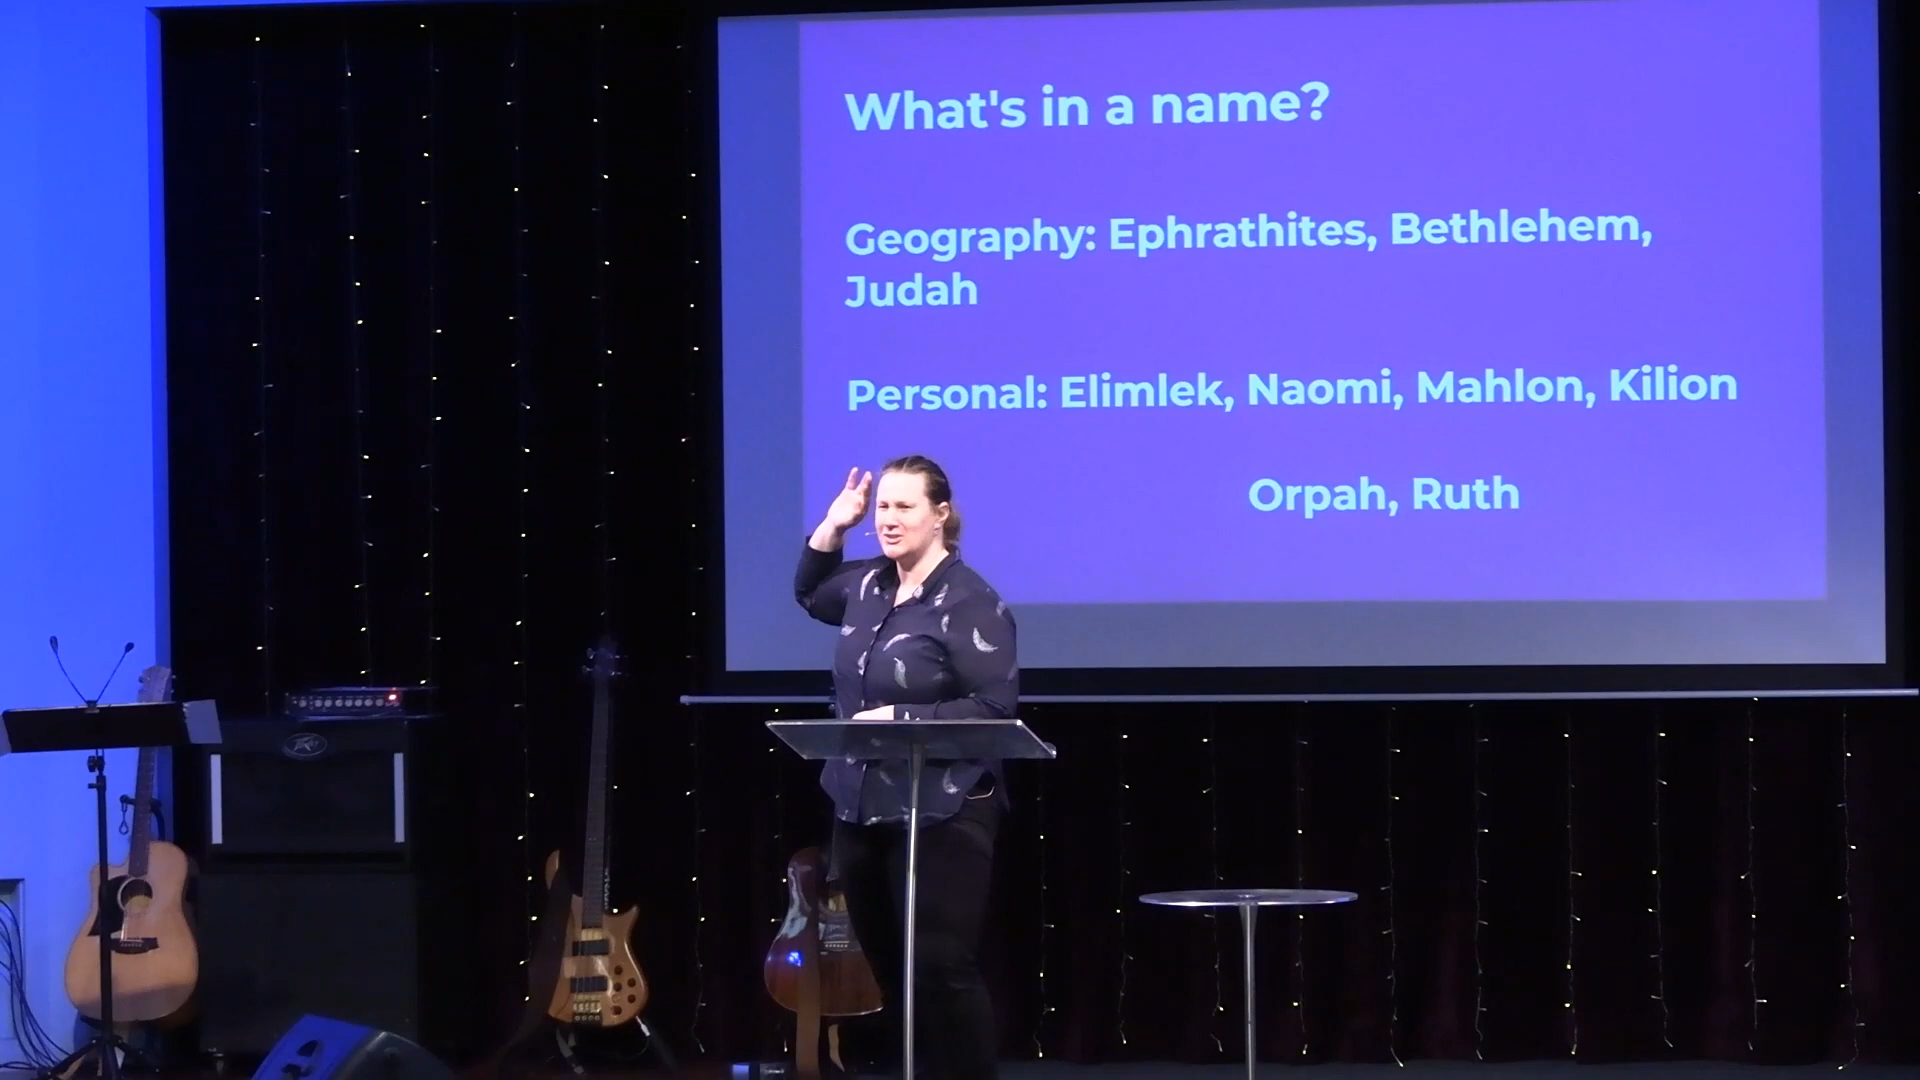 What's in a name?
Geography: Ephrathites, Bethlehem,
Judah
Personal: Elimlek, Naomi, Mahlon, Kilion
Orpah, Ruth